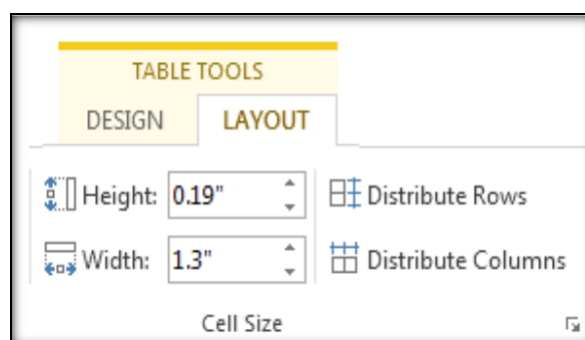 TABLE TOOLS
DESIGN LAYOUT
Height: 0.19" Distribute Rows
Width: 1.3" Distribute Columns
Cell Size